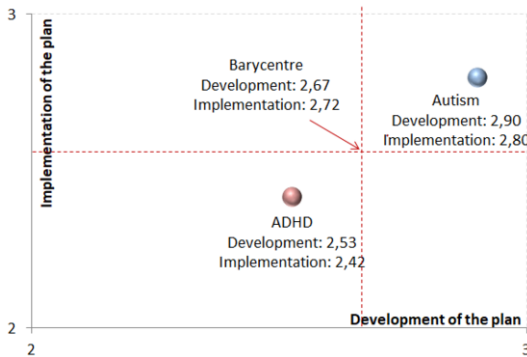 3
Implementation of the plan
Barycentre
Development: 2,67
Implementation: 2,72
Autism
Development: 2,90
Implementation: 2,80
ADHD
Development: 2,53
Implementation: 2,42
Development of the plan
2
2
3